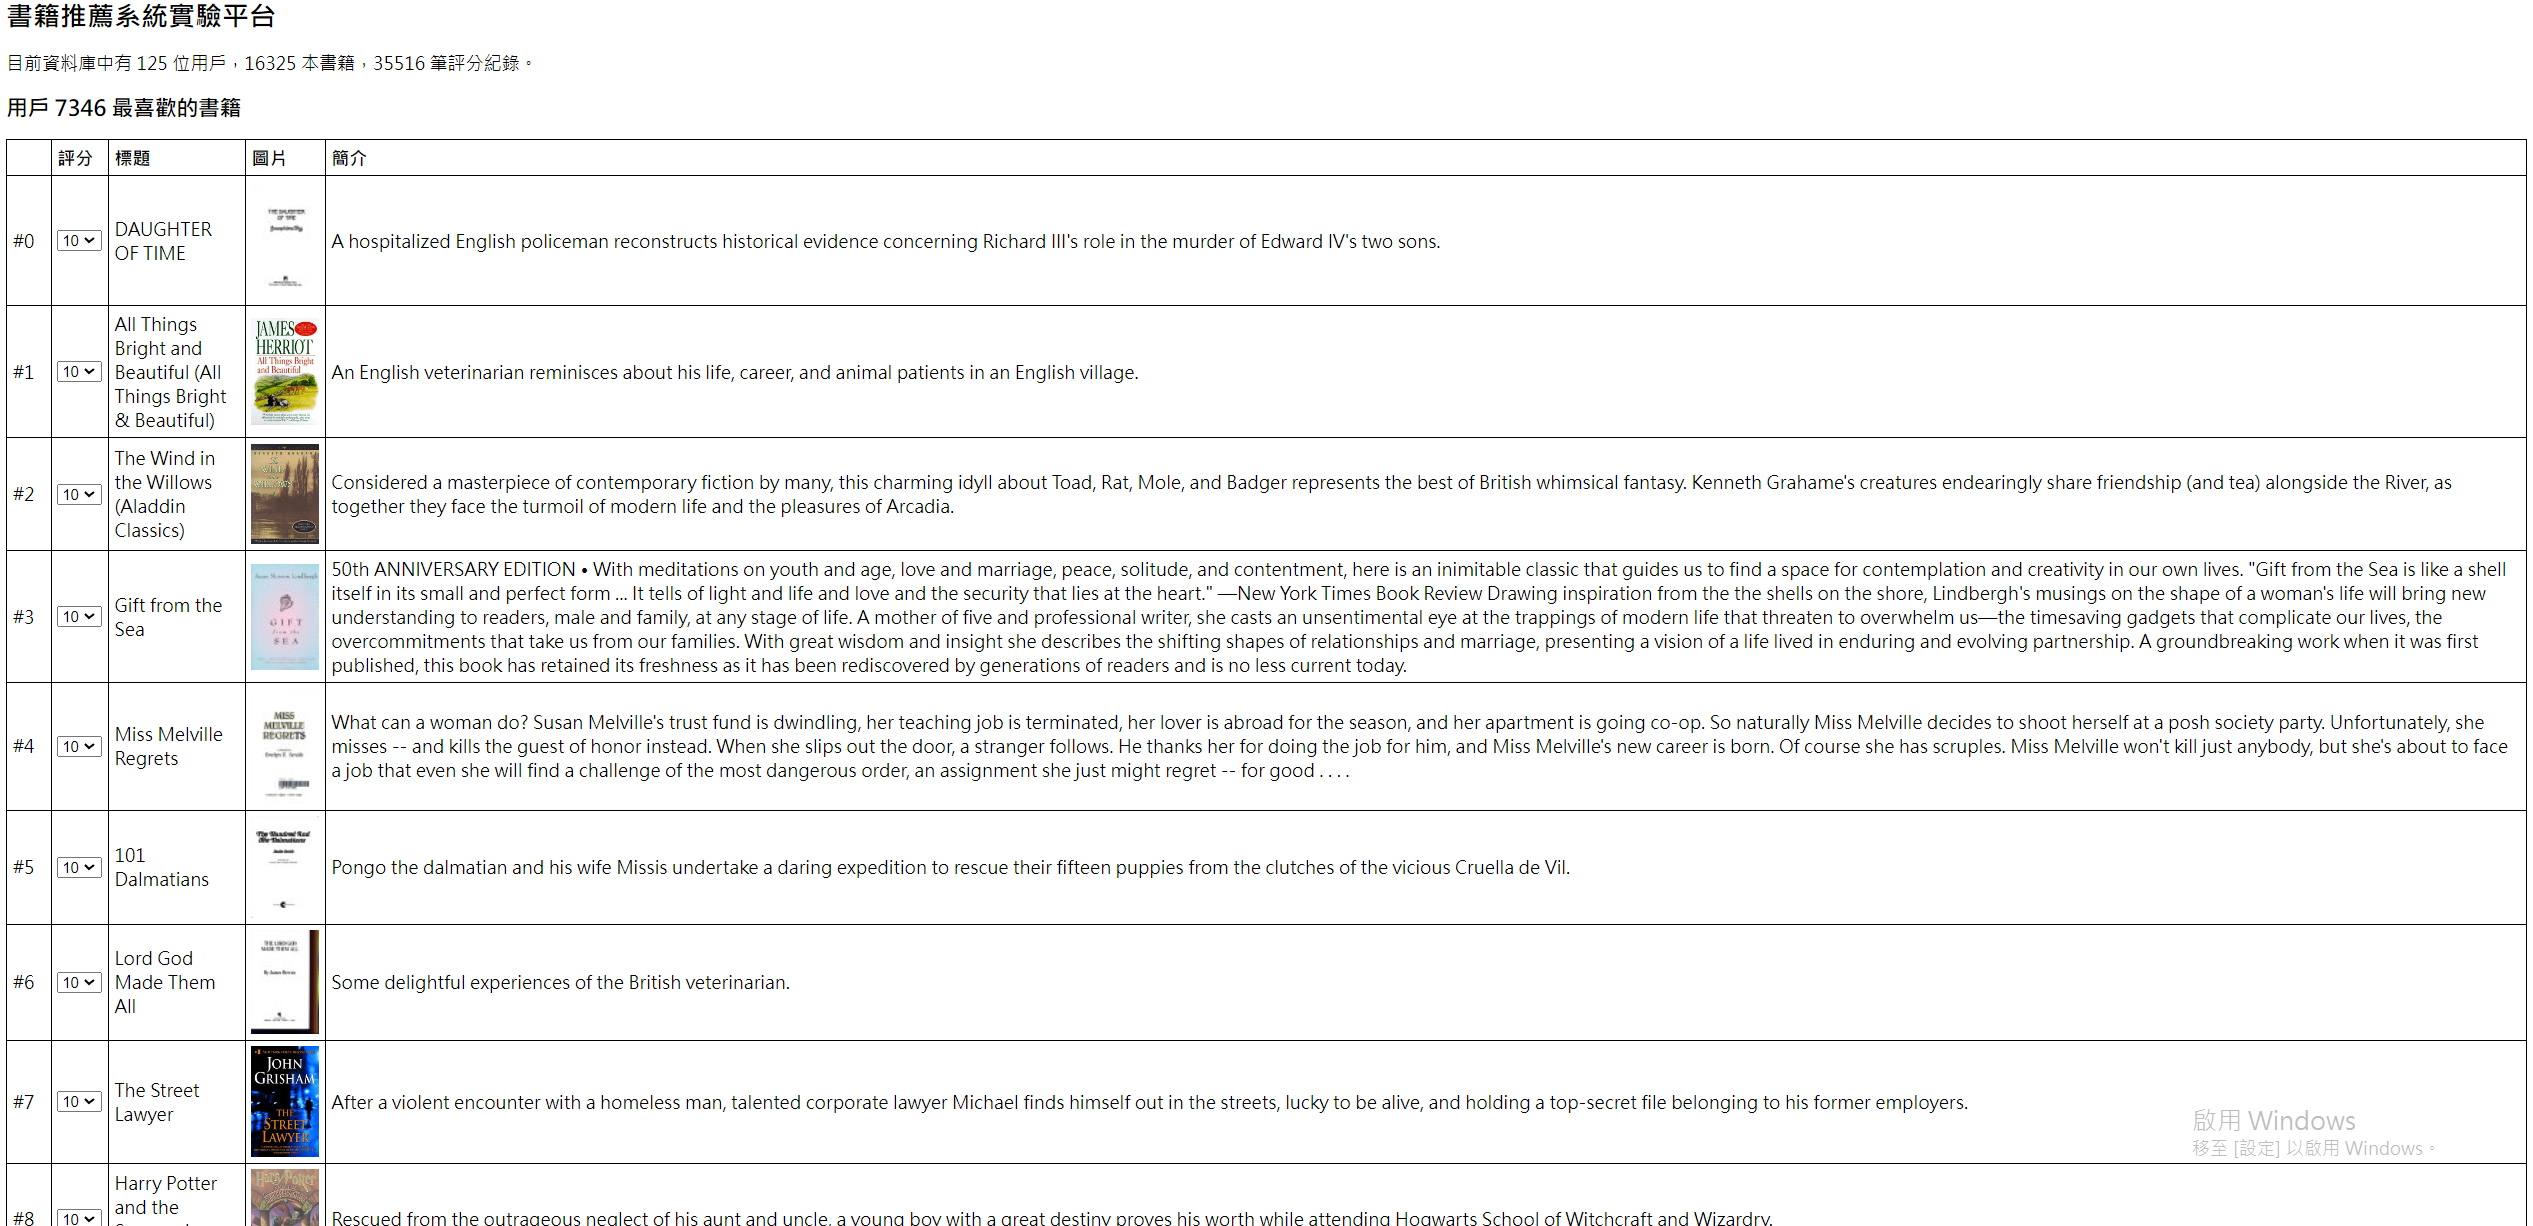 書籍推薦系統實驗平台
目前資料庫中有 125 位用戶，16325 本書籍，35516 筆評分紀錄。
用戶 7346 最喜歡的書籍
評分 標題 圖片 簡介
#0 10 DAUGHTER OF TIME
THE DAUGHTER OF TIME
A hospitalized English policeman reconstructs historical evidence concerning Richard III's role in the murder of Edward IV's two sons.
#1 10 All Things Bright and Beautiful (All Things Bright & Beautiful)
JAMES HERRIOT
All Things Bright and Beautiful
An English veterinarian reminisces about his life, career, and animal patients in an English village.
#2 10 The Wind in the Willows (Aladdin Classics)
Considered a masterpiece of contemporary fiction by many, this charming idyll about Toad, Rat, Mole, and Badger represents the best of British whimsical fantasy. Kenneth Grahame's creatures endearingly share friendship (and tea) alongside the River, as
together they face the turmoil of modern life and the pleasures of Arcadia.
#3 10 Gift from the Sea
GIFT from the SEA
50th ANNIVERSARY EDITION • With meditations on youth and age, love and marriage, peace, solitude, and contentment, here is an inimitable classic that guides us to find a space for contemplation and creativity in our own lives. "Gift from the Sea is like a shell
itself in its small and perfect form ... It tells of light and life and love and the security that lies at the heart." —New York Times Book Review Drawing inspiration from the the shells on the shore, Lindbergh's musings on the shape of a woman's life will bring new
understanding to readers, male and family, at any stage of life. A mother of five and professional writer, she casts an unsentimental eye at the trappings of modern life that threaten to overwhelm us—the timesaving gadgets that complicate our lives, the
overcommitments that take us from our families. With great wisdom and insight she describes the shifting shapes of relationships and marriage, presenting a vision of a life lived in enduring and evolving partnership. A groundbreaking work when it was first
published, this book has retained its freshness as it has been rediscovered by generations of readers and is no less current today.
#4 10 Miss Melville Regrets
MISS MELVILLE REGRETS
What can a woman do? Susan Melville's trust fund is dwindling, her teaching job is terminated, her lover is abroad for the season, and her apartment is going co-op. So naturally Miss Melville decides to shoot herself at a posh society party. Unfortunately, she
misses -- and kills the guest of honor instead. When she slips out the door, a stranger follows. He thanks her for doing the job for him, and Miss Melville's new career is born. Of course she has scruples. Miss Melville won't kill just anybody, but she's about to face
a job that even she will find a challenge of the most dangerous order, an assignment she just might regret -- for good . . . .
#5 10 101 Dalmatians
Pongo the dalmatian and his wife Missis undertake a daring expedition to rescue their fifteen puppies from the clutches of the vicious Cruella de Vil.
#6 10 Lord God Made Them All
THE LORD GOD MADE THEM ALL
Some delightful experiences of the British veterinarian.
#7 10 The Street Lawyer
JOHN GRISHAM
THE STREET LAWYER
After a violent encounter with a homeless man, talented corporate lawyer Michael finds himself out in the streets, lucky to be alive, and holding a top-secret file belonging to his former employers.
啟用 Windows
移至 [設定] 以啟用 Windows。
#8 10 Harry Potter and the
Harry Potter
Rescued from the outrageous neglect of his aunt and uncle, a young boy with a great destiny proves his worth while attending Hogwarts School of Witchcraft and Wizardry.